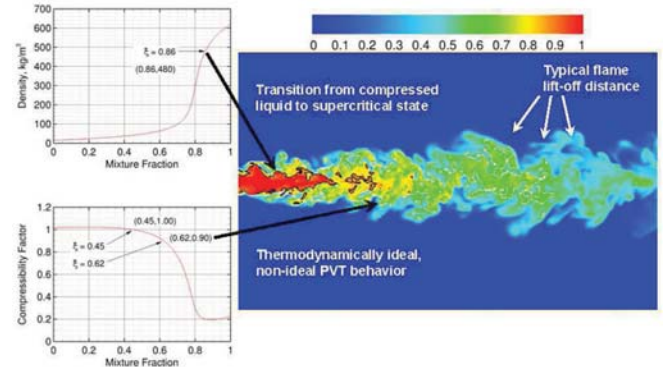 700
600
500
400
300
200
100
0
Density, kg/m³
ξ = 0.86
(0.86,480)
0 0.2 0.4 0.6 0.8 1
Mixture Fraction
1.2
1
0.8
0.6
0.4
0.2
0
Compressibility Factor
(0.45,1.00)
ξ = 0.45
(0.62,0.90)
ξ = 0.62
0 0.2 0.4 0.6 0.8 1
Mixture Fraction
0 0.1 0.2 0.3 0.4 0.5 0.6 0.7 0.8 0.9 1
Transition from compressed
liquid to supercritical state
Typical flame
lift-off distance
Thermodynamically ideal,
non-ideal PVT behavior